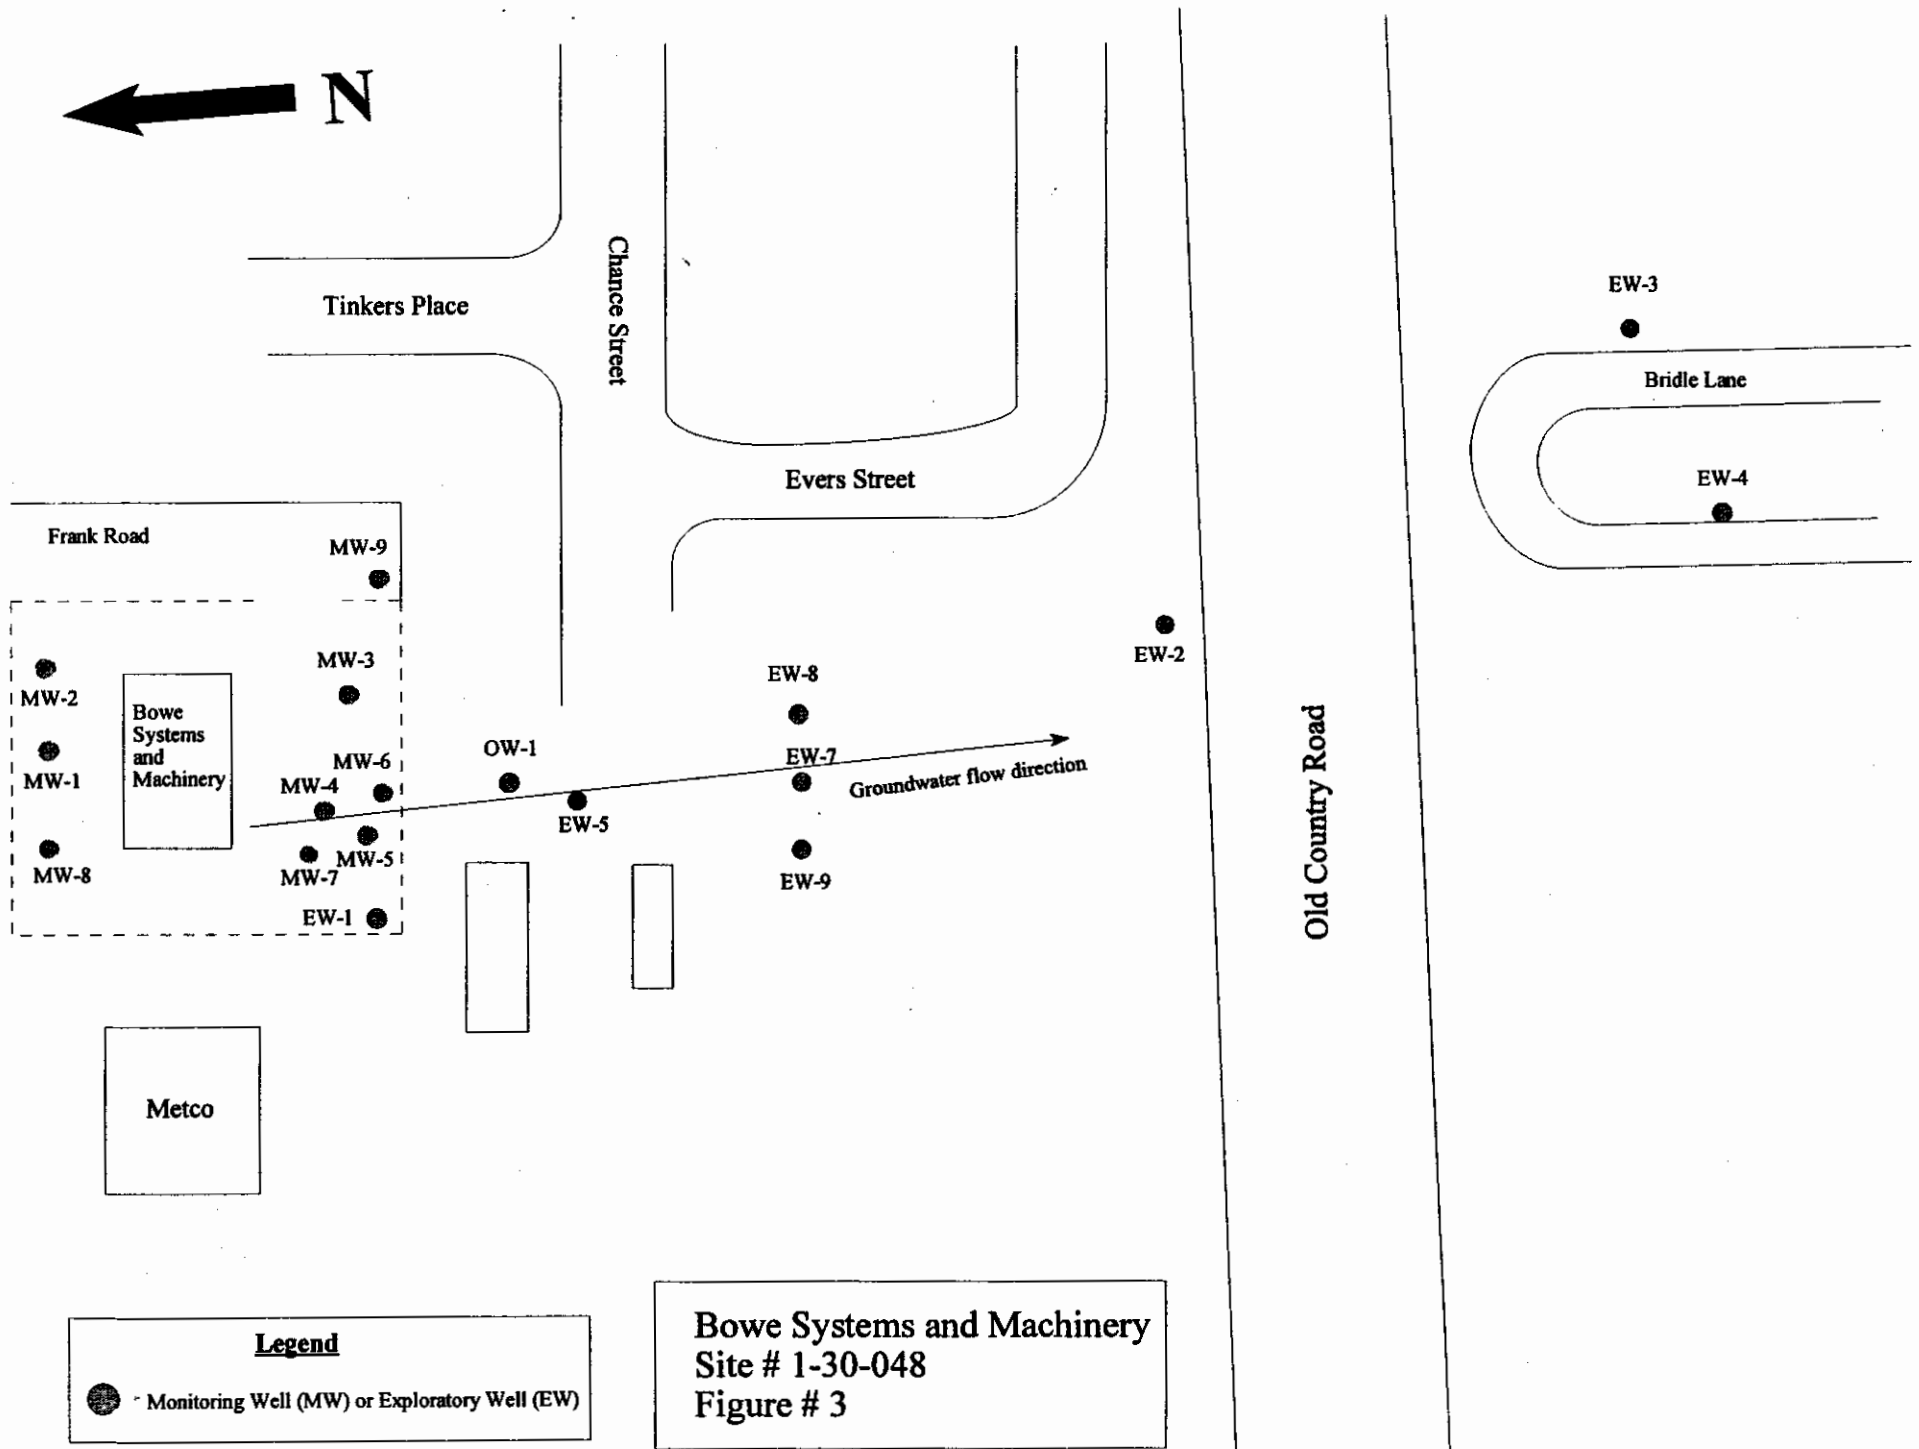 N
Chance Street
Tinkers Place
EW-3
Bridle Lane
EW-4
Evers Street
Frank Road
MW-9
EW-2
MW-3
MW-2
EW-8
Bowe
Systems
and
Machinery
MW-1
MW-6
MW-4
OW-1
EW-7
Groundwater flow direction
EW-5
MW-5
MW-7
MW-8
EW-9
EW-1
Old Country Road
Metco
Legend
- Monitoring Well (MW) or Exploratory Well (EW)
Bowe Systems and Machinery
Site # 1-30-048
Figure # 3